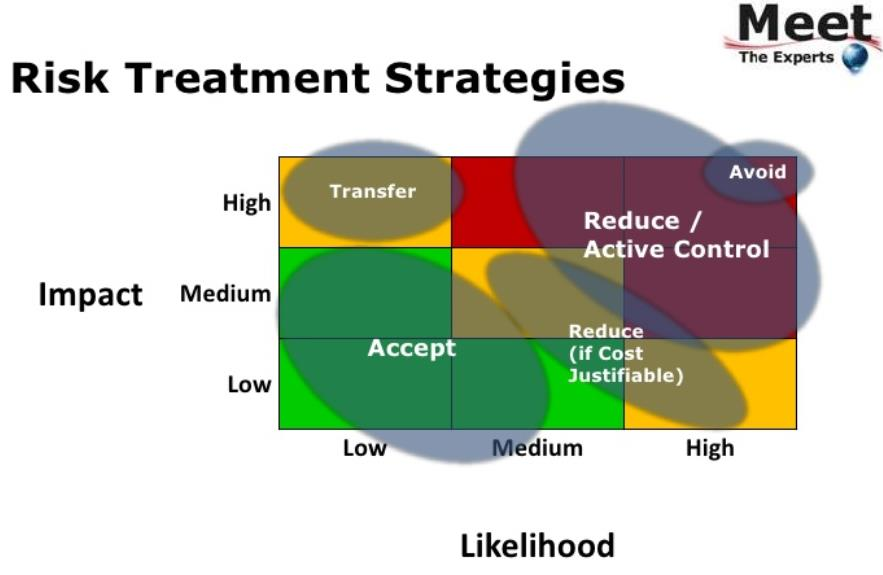 Meet
The Experts
Risk Treatment Strategies
Avoid
Transfer
High
Reduce /
Active Control
Impact
Medium
Reduce
(if Cost
Justifiable)
Accept
Low
Low
Medium
High
Likelihood